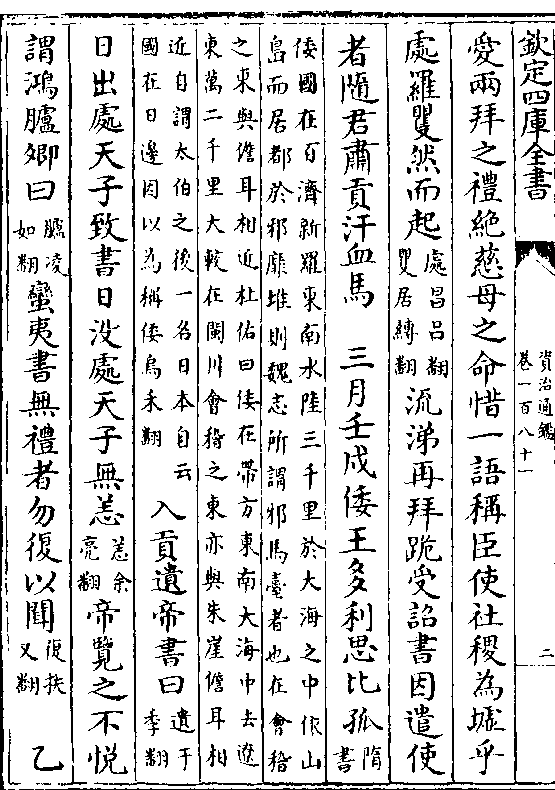 欽定四庫全書
資治通鑑
卷一百八十一
二
愛兩拜之禮絶慈母之命惜一語稱臣使社稷為墟乎
處羅矍然而起處昌吕翻矍居縛翻流涕再拜跪受詔書因遣使
者隨君肅貢汗血馬 三月壬戌倭王多利思比孤隋書
倭國在百濟新羅東南水陸三千里於大海之中依山
島而居都於邪靡堆則魏志所謂邪馬臺者也在會稽
之東與儋耳相近杜佑曰倭在帶方東南大海中去遼
東萬二千里大較在閩川會稽之東亦與朱崖儋耳相
近自謂太伯之後一名日本自云
國在日邊因以為稱倭烏禾翻
入貢遺帝書曰遺于季翻
日出處天子致書日没處天子無恙恙余亮翻帝覽之不悦
謂鴻臚卿曰臚凌如翻蠻夷書無禮者勿復以聞復扶又翻乙